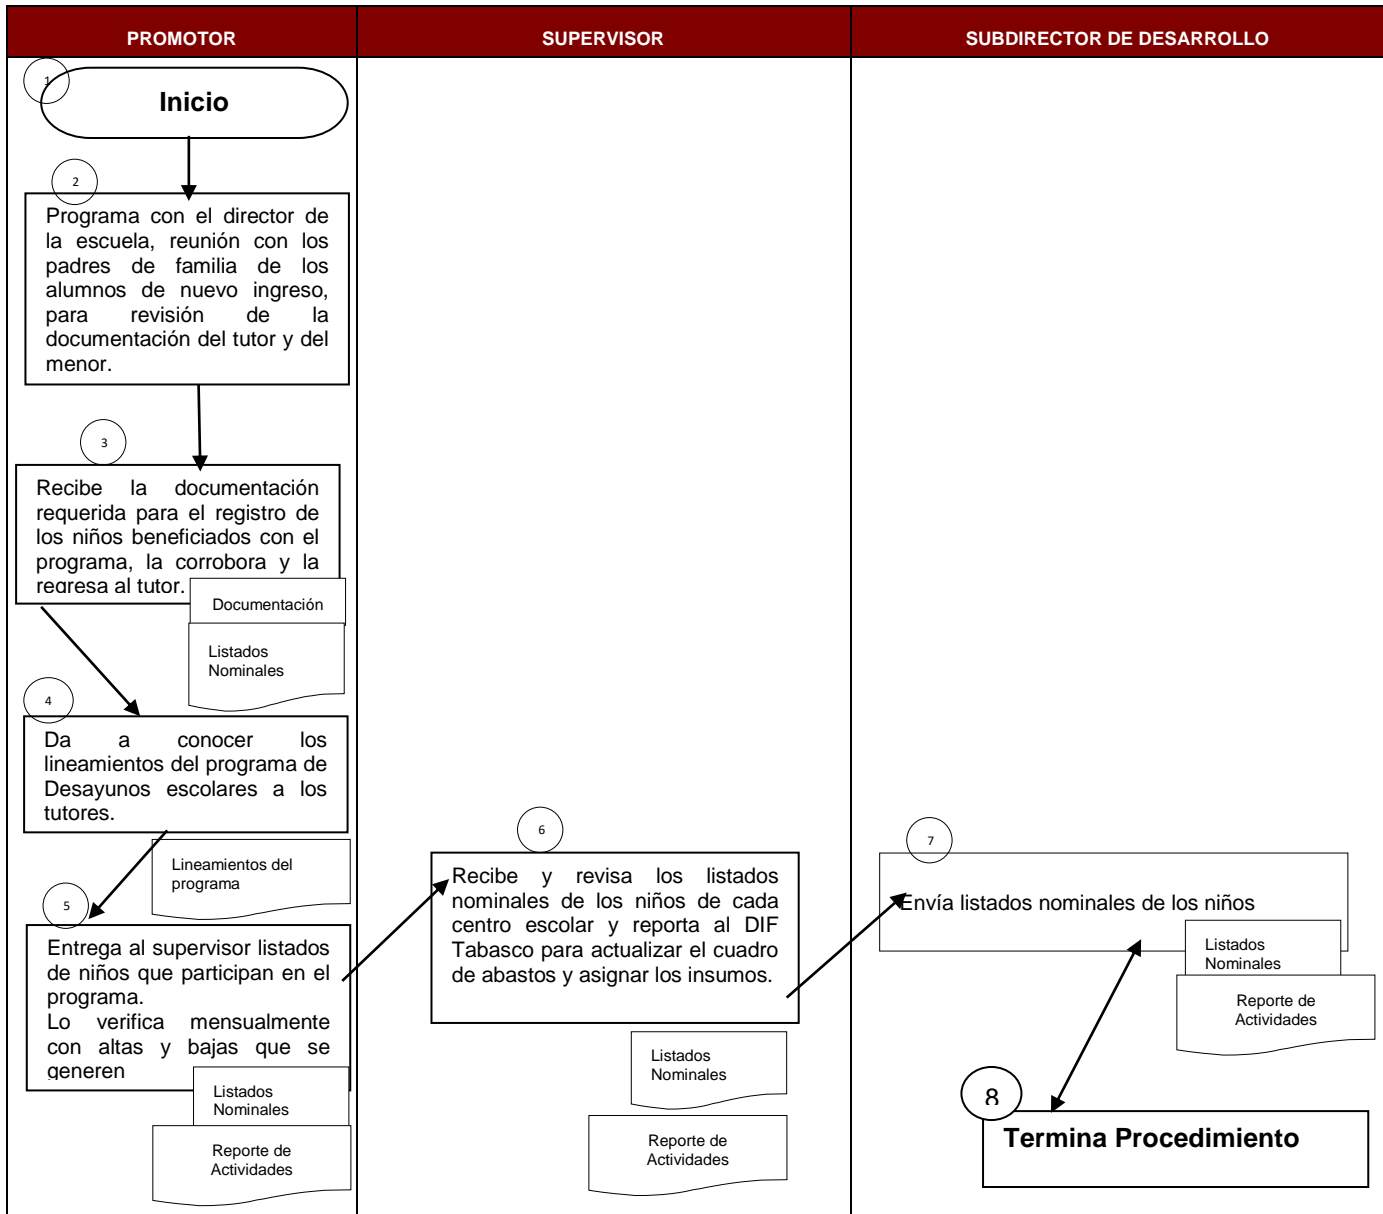 PROMOTOR
SUPERVISOR
SUBDIRECTOR DE DESARROLLO
1
Inicio
2
Programa con el director de
la escuela, reunión con los
padres de familia de los
alumnos de nuevo ingreso,
para revisión de la
documentación del tutor y del
menor.
3
Recibe la documentación
requerida para el registro de
los niños beneficiados con el
programa, la corrobora y la
regresa al tutor.
Documentación
Listados
Nominales
4
Da a conocer los
lineamientos del programa de
Desayunos escolares a los
tutores.
Lineamientos del
programa
5
Entrega al supervisor listados
de niños que participan en el
programa.
Lo verifica mensualmente
con altas y bajas que se
generen
Listados
Nominales
Reporte de
Actividades
6
Recibe y revisa los listados
nominales de los niños de cada
centro escolar y reporta al DIF
Tabasco para actualizar el cuadro
de abastos y asignar los insumos.
Listados
Nominales
Reporte de
Actividades
7
Envía listados nominales de los niños
Listados
Nominales
Reporte de
Actividades
8
Termina Procedimiento